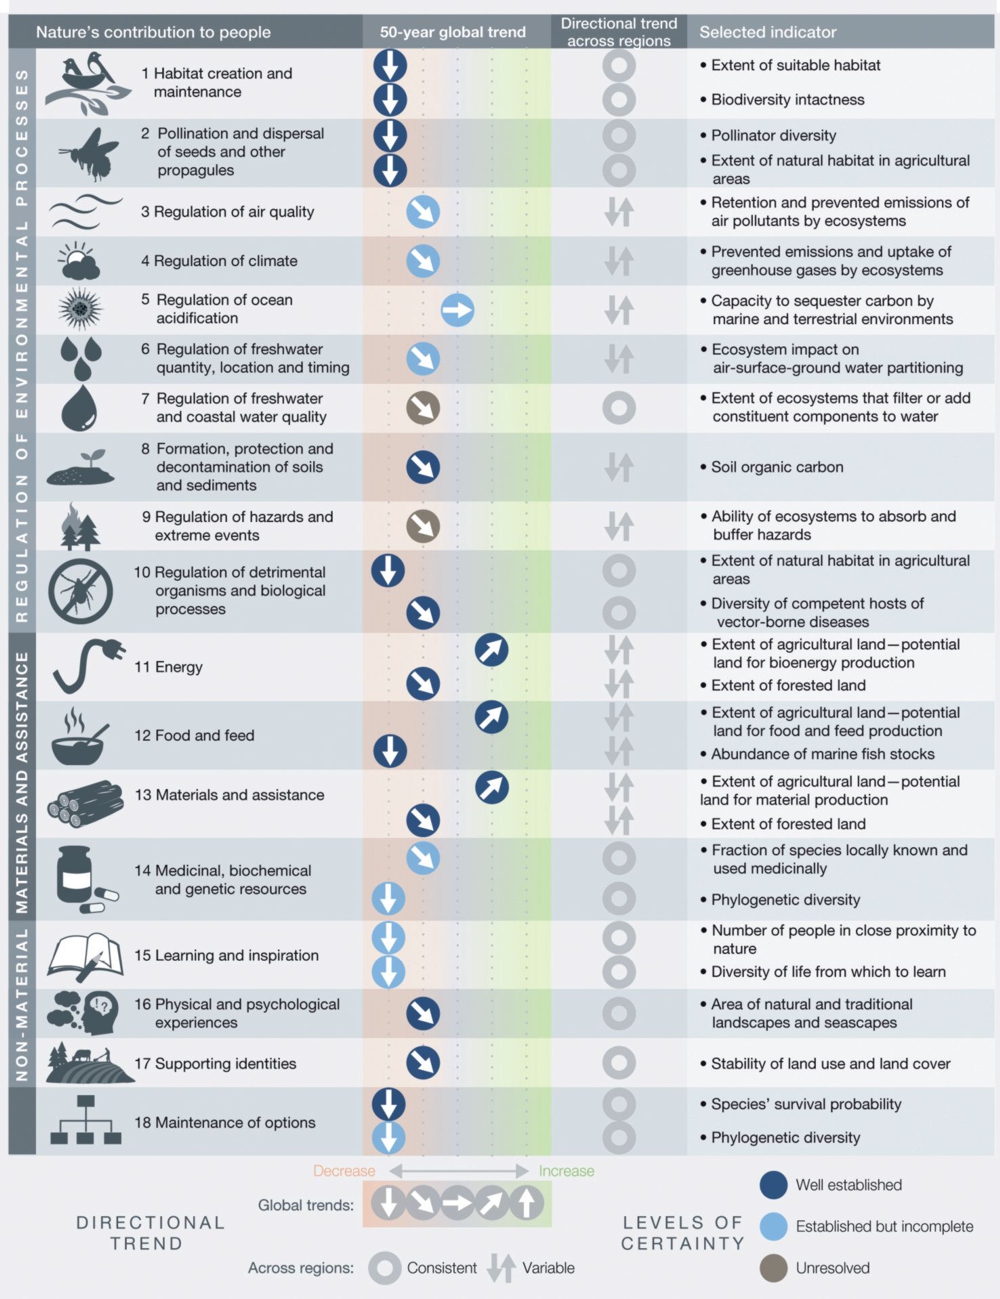 Nature's contribution to people
50-year global trend
Directional trend
across regions
Selected indicator
REGULATION OF ENVIRONMENTAL PROCESSES
1 Habitat creation and
maintenance
• Extent of suitable habitat
• Biodiversity intactness
2 Pollination and dispersal
of seeds and other
propagules
• Pollinator diversity
• Extent of natural habitat in agricultural
areas
3 Regulation of air quality
• Retention and prevented emissions of
air pollutants by ecosystems
4 Regulation of climate
• Prevented emissions and uptake of
greenhouse gases by ecosystems
5 Regulation of ocean
acidification
• Capacity to sequester carbon by
marine and terrestrial environments
6 Regulation of freshwater
quantity, location and timing
• Ecosystem impact on
air-surface-ground water partitioning
7 Regulation of freshwater
and coastal water quality
• Extent of ecosystems that filter or add
constituent components to water
8 Formation, protection and
decontamination of soils
and sediments
• Soil organic carbon
9 Regulation of hazards and
extreme events
• Ability of ecosystems to absorb and
buffer hazards
10 Regulation of detrimental
organisms and biological
processes
• Extent of natural habitat in agricultural
areas
• Diversity of competent hosts of
vector-borne diseases
MATERIALS AND ASSISTANCE
11 Energy
• Extent of agricultural land—potential
land for bioenergy production
• Extent of forested land
12 Food and feed
• Extent of agricultural land—potential
land for food and feed production
• Abundance of marine fish stocks
13 Materials and assistance
• Extent of agricultural land—potential
land for material production
• Extent of forested land
14 Medicinal, biochemical
and genetic resources
• Fraction of species locally known and
used medicinally
• Phylogenetic diversity
NON-MATERIAL
15 Learning and inspiration
• Number of people in close proximity to
nature
• Diversity of life from which to learn
16 Physical and psychological
experiences
!?
• Area of natural and traditional
landscapes and seascapes
17 Supporting identities
• Stability of land use and land cover
18 Maintenance of options
• Species' survival probability
• Phylogenetic diversity
Decrease
Increase
Global trends:
DIRECTIONAL
TREND
Across regions:
Consistent
Variable
LEVELS OF
CERTAINTY
Well established
Established but incomplete
Unresolved